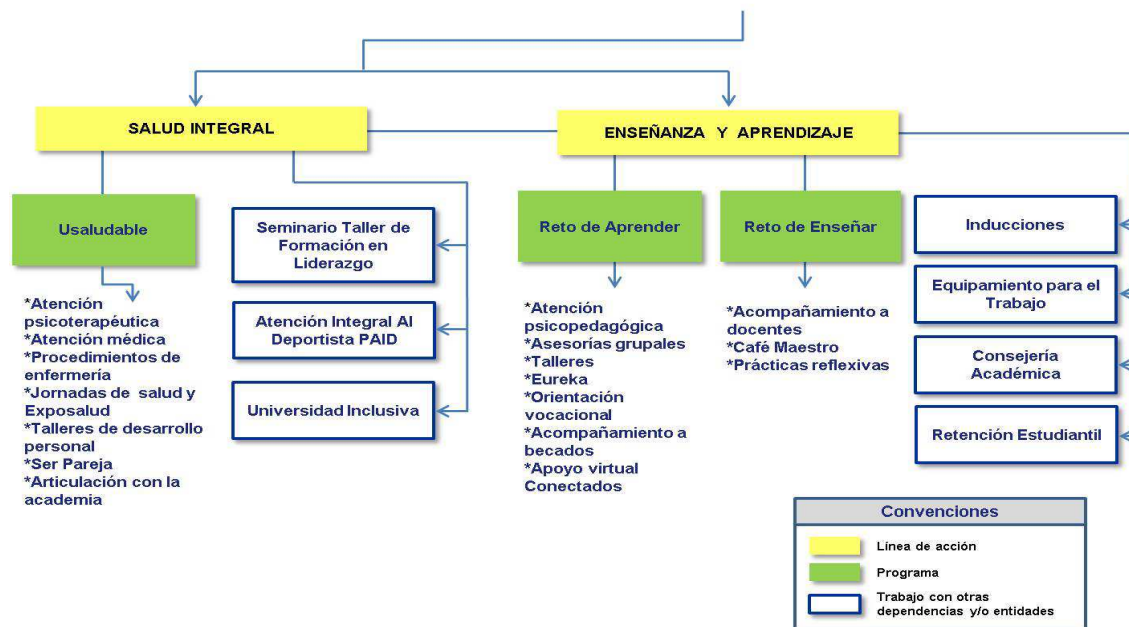 SALUD INTEGRAL
ENSEÑANZA Y APRENDIZAJE
Usaludable
Seminario Taller de
Formación en
Liderazgo
Atención Integral Al
Deportista PAID
Universidad Inclusiva
*Atención
psicoterapéutica
*Atención médica
*Procedimientos de
enfermería
*Jornadas de salud y
Exposalud
*Talleres de desarrollo
personal
*Ser Pareja
*Articulación con la
academia
Reto de Aprender
*Atención
psicopedagógica
*Asesorías grupales
*Talleres
*Eureka
*Orientación
vocacional
*Acompañamiento a
becados
*Apoyo virtual
Conectados
Reto de Enseñar
*Acompañamiento a
docentes
*Café Maestro
*Prácticas reflexivas
Inducciones
Equipamiento para el
Trabajo
Consejería
Académica
Retención Estudiantil
Convenciones
Línea de acción
Programa
Trabajo con otras
dependencias y/o entidades